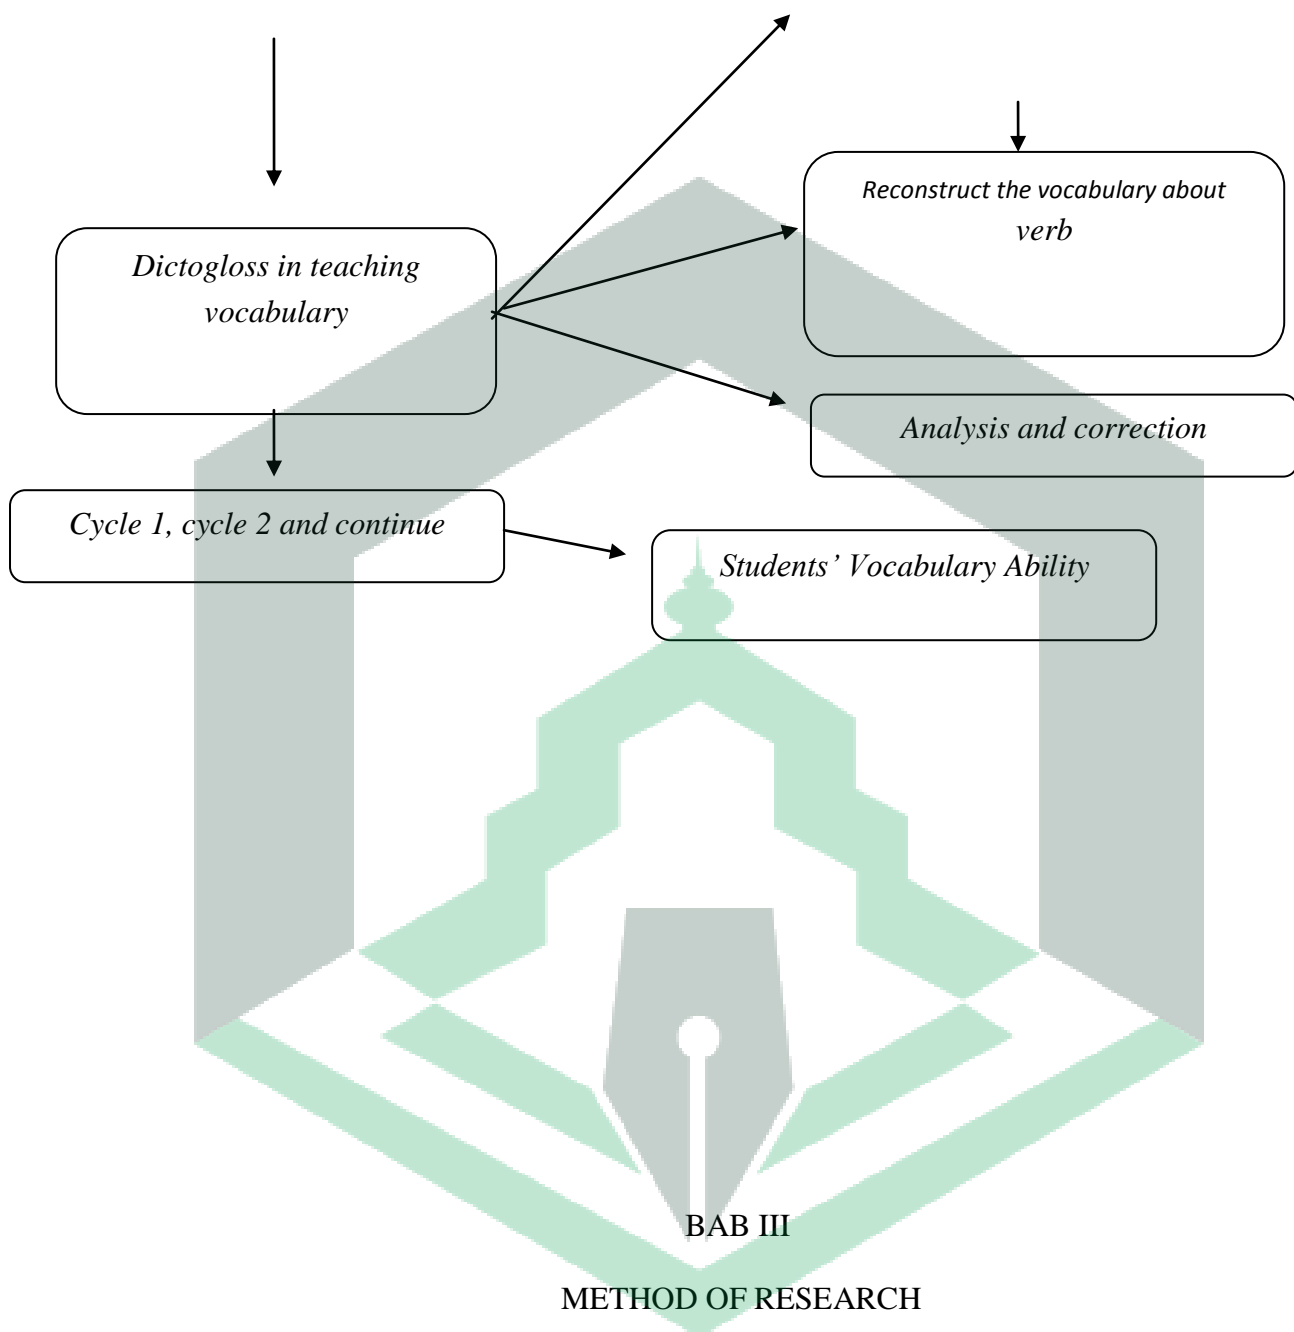 Reconstruct the vocabulary about
verb
Dictogloss in teaching
vocabulary
Analysis and correction
Cycle 1, cycle 2 and continue
Students’ Vocabulary Ability
BAB III
METHOD OF RESEARCH